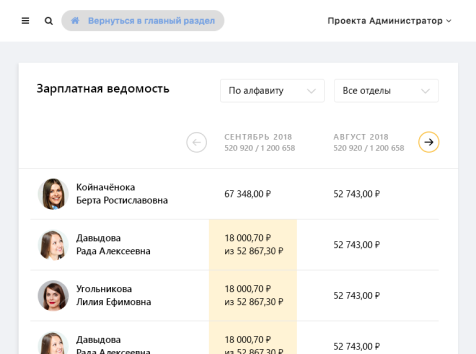 Вернуться в главный раздел
Проекта Администратор
Зарплатная ведомость
По алфавиту
Все отделы
СЕНТЯБРЬ 2018
520 920 / 1 200 658
АВГУСТ 2018
520 920 / 1 200 658
Койначёнока
Берта Ростиславовна
67 348,00 ₽
52 743,00 ₽
Давыдова
Рада Алексеевна
18 000,70 ₽
из 52 867,30 ₽
52 743,00 ₽
Угольникова
Лилия Ефимовна
18 000,70 ₽
из 52 867,30 ₽
52 743,00 ₽
Давыдова
Рада Алексеевна
18 000,70 ₽
из 52 867,30 ₽
52 743,00 ₽